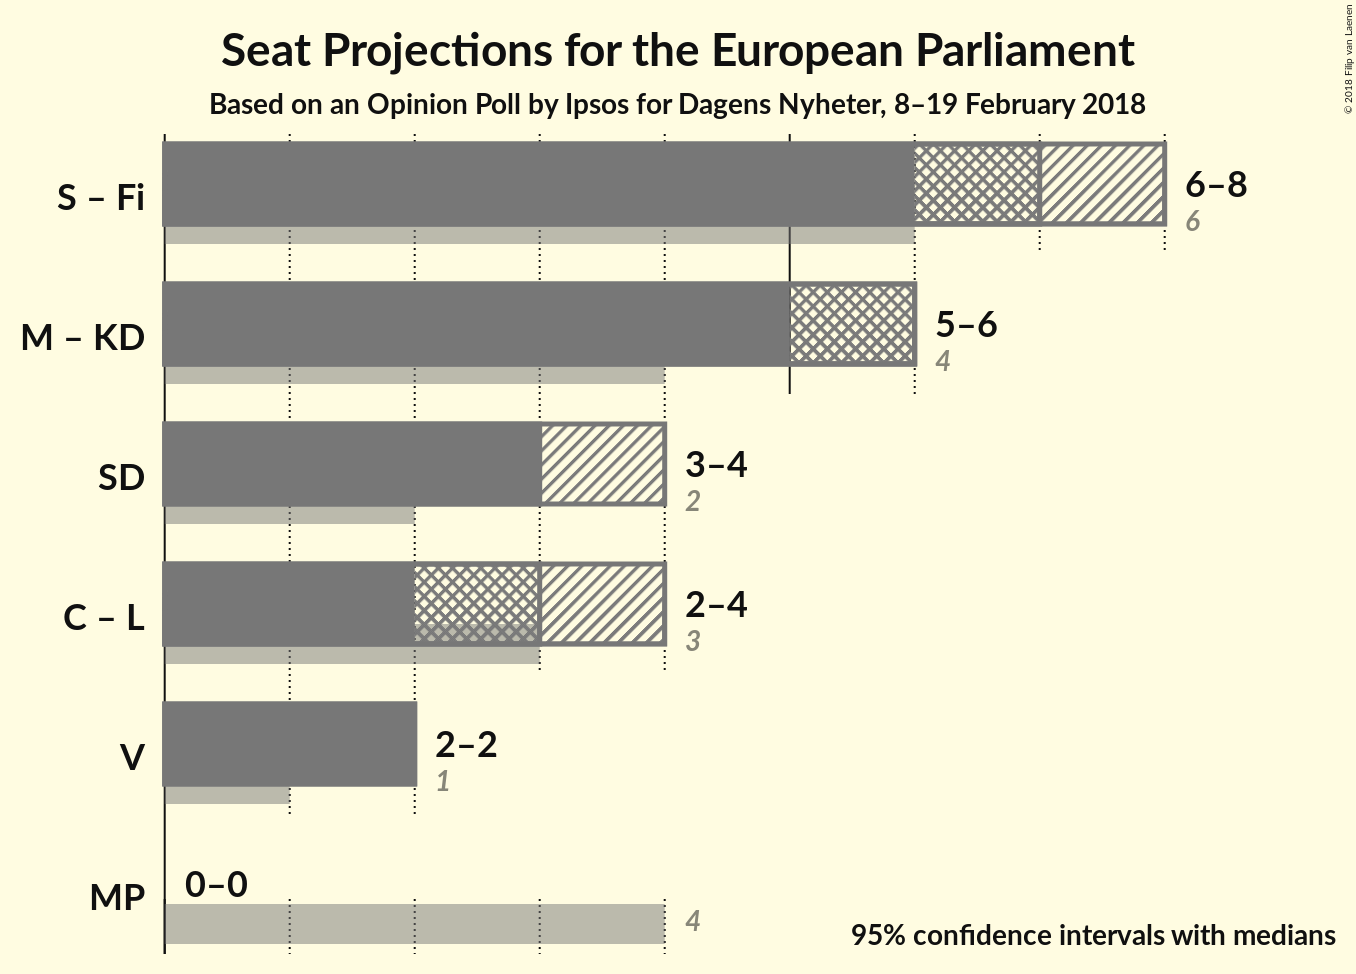 Seat Projections for the European Parliament
Based on an Opinion Poll by Ipsos for Dagens Nyheter, 8–19 February 2018
© 2018 Filip van Laenen
S – Fi
6–8
6
M – KD
5–6
4
SD
3–4
2
C – L
2–4
3
V
2–2
1
MP
0–0
4
95% confidence intervals with medians